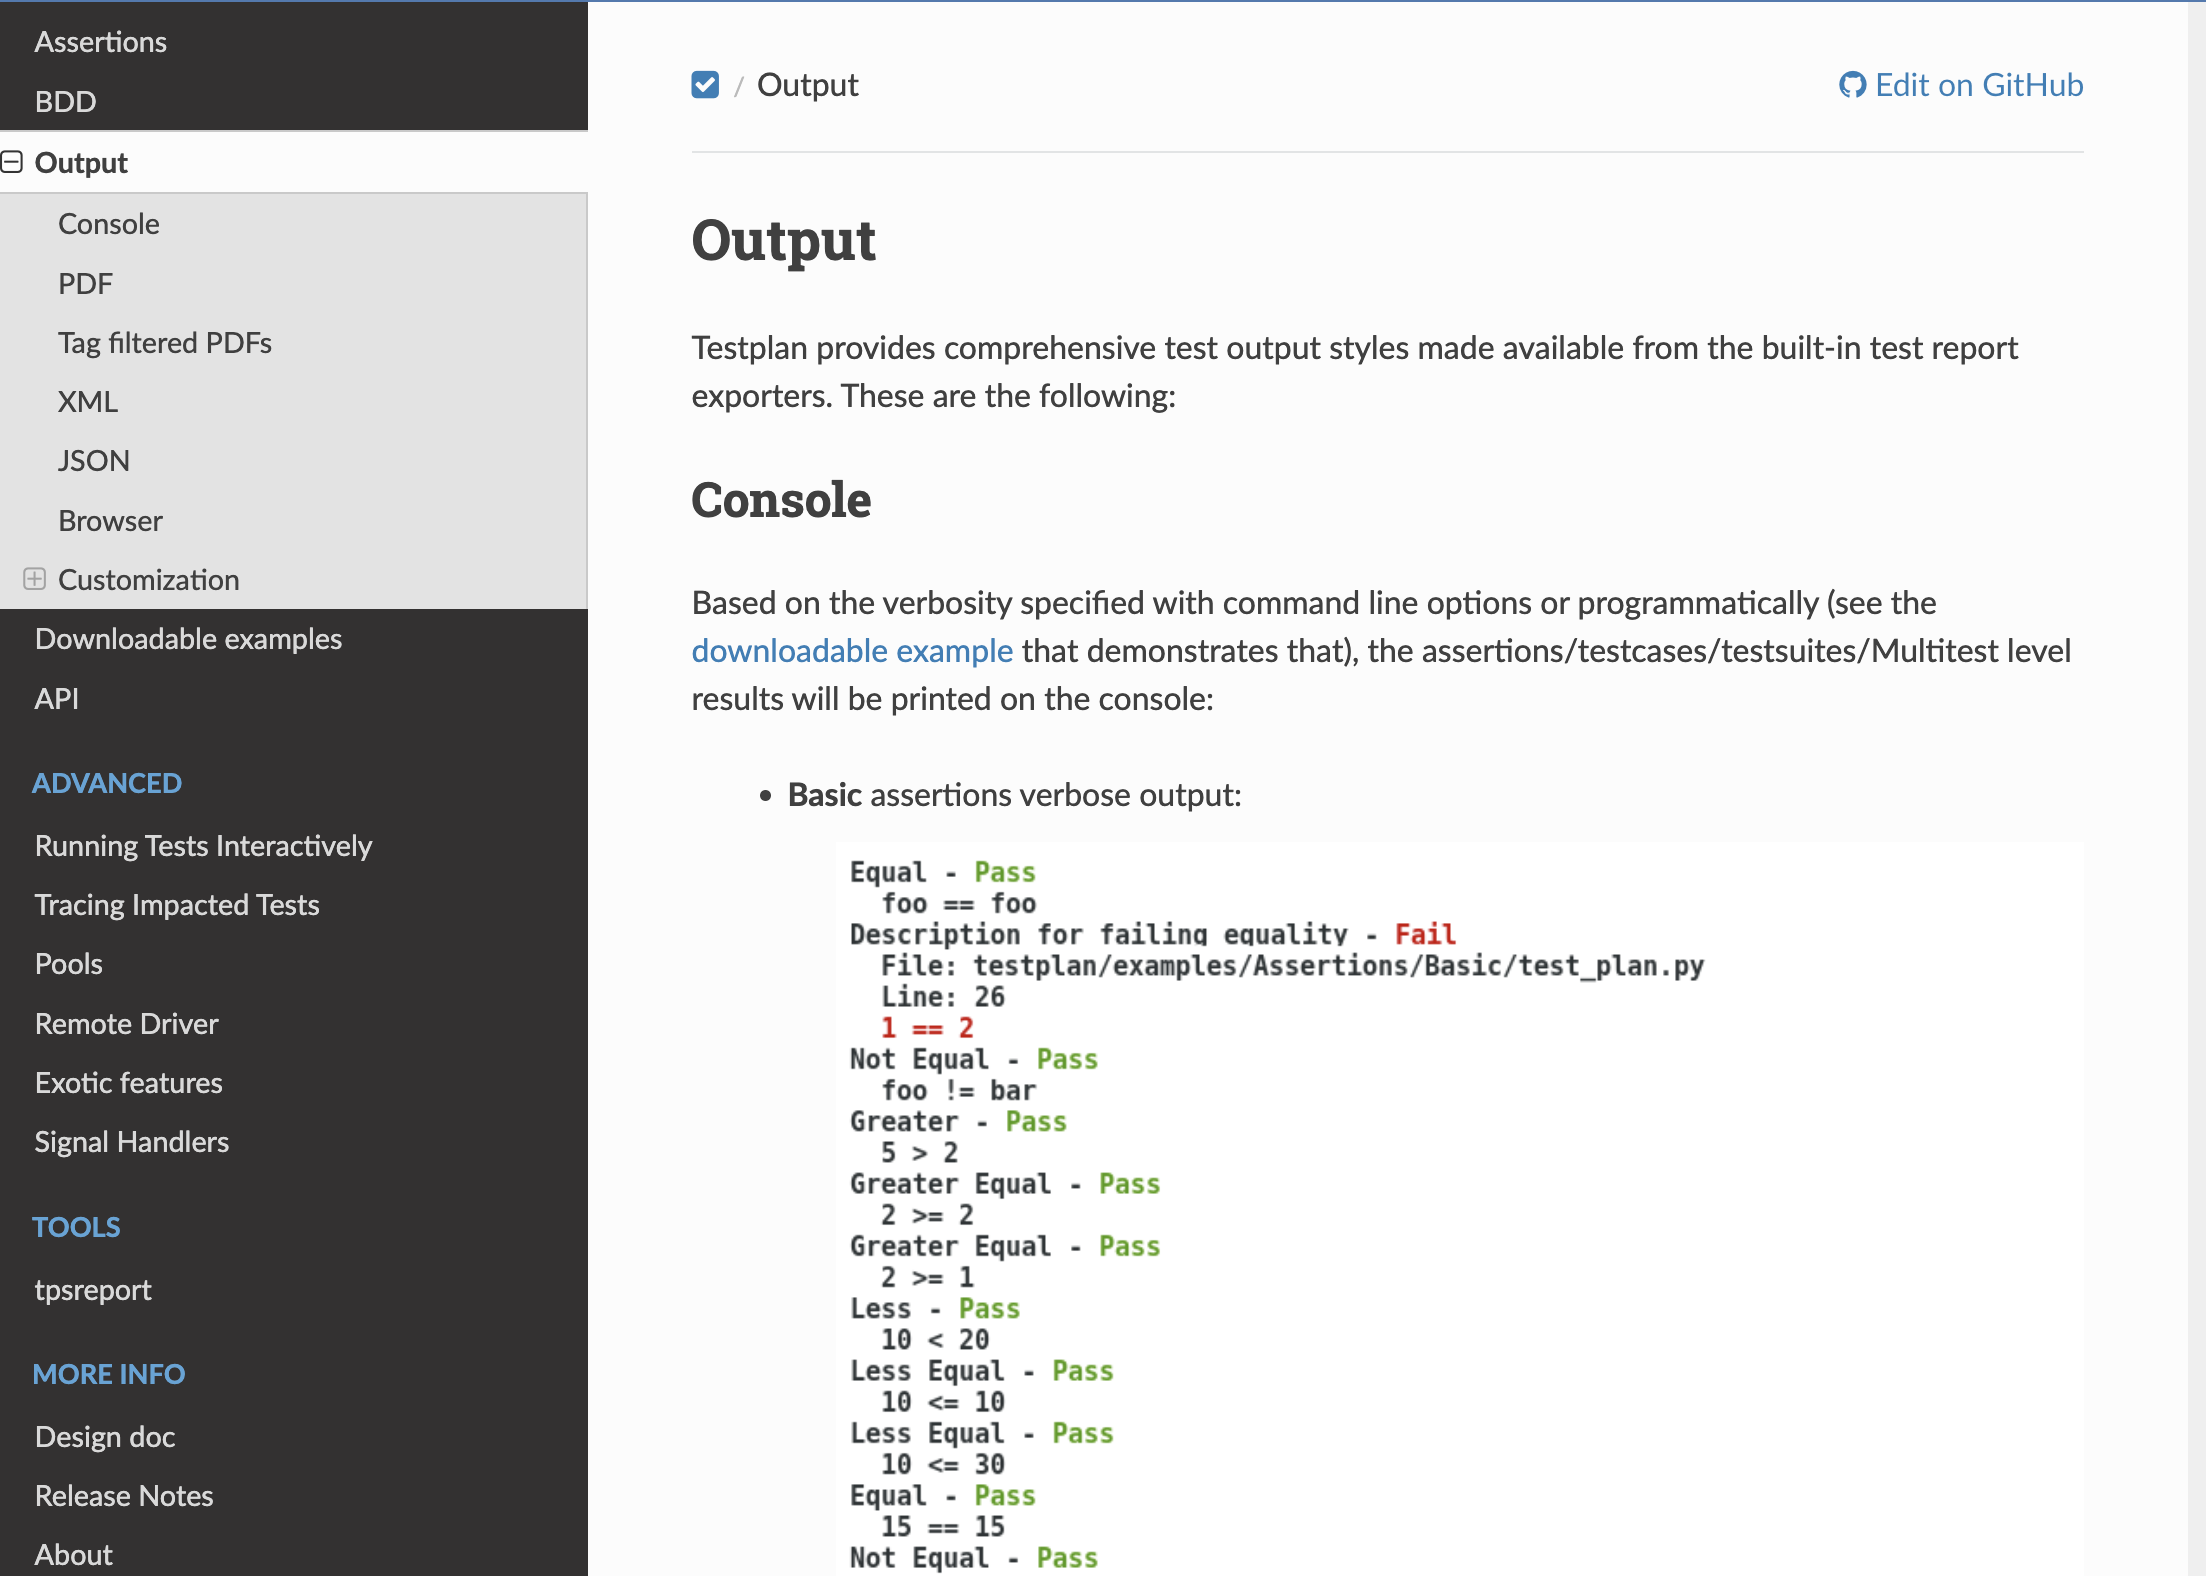 Assertions
BDD
Output
Console
PDF
Tag filtered PDFs
XML
JSON
Browser
Customization
Downloadable examples
API
ADVANCED
Running Tests Interactively
Tracing Impacted Tests
Pools
Remote Driver
Exotic features
Signal Handlers
TOOLS
tpsreport
MORE INFO
Design doc
Release Notes
About
/ Output
Edit on GitHub
Output
Testplan provides comprehensive test output styles made available from the built-in test report
exporters. These are the following:
Console
Based on the verbosity specified with command line options or programmatically (see the
downloadable example that demonstrates that), the assertions/testcases/testsuites/Multitest level
results will be printed on the console:
• Basic assertions verbose output:
Equal - Pass
foo == foo
Description for failing equality - Fail
File: testplan/examples/Assertions/Basic/test_plan.py
Line: 26
1 == 2
Not Equal - Pass
foo != bar
Greater - Pass
5 > 2
Greater Equal - Pass
2 >= 2
Greater Equal - Pass
2 >= 1
Less - Pass
10 < 20
Less Equal - Pass
10 <= 10
Less Equal - Pass
10 <= 30
Equal - Pass
15 == 15
Not Equal - Pass